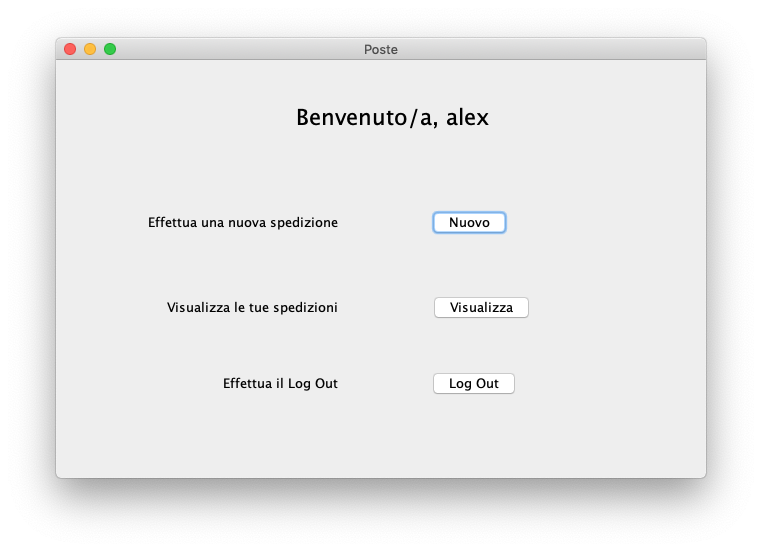 Poste
Benvenuto/a, alex
Effettua una nuova spedizione Nuovo
Visualizza le tue spedizioni Visualizza
Effettua il Log Out Log Out